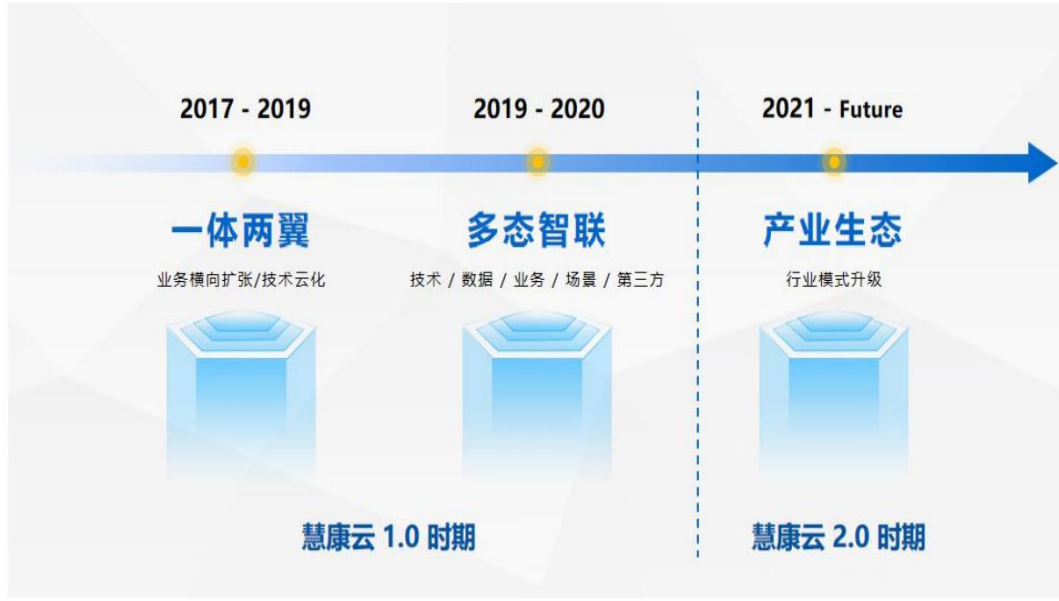 2017 - 2019
2019 - 2020
2021 - Future
一体两翼
多态智联
产业生态
业务横向扩张/技术云化
技术 / 数据 / 业务 / 场景 / 第三方
行业模式升级
慧康云 1.0 时期
慧康云 2.0 时期